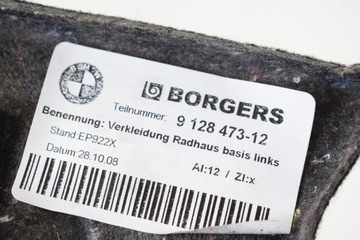 BORGERS
Teilnummer: 9 128 473-12
Benennung: Verkleidung Radhaus basis links
Stand:EP922X
Datum:28.10.08
AI:12 / ZI:x